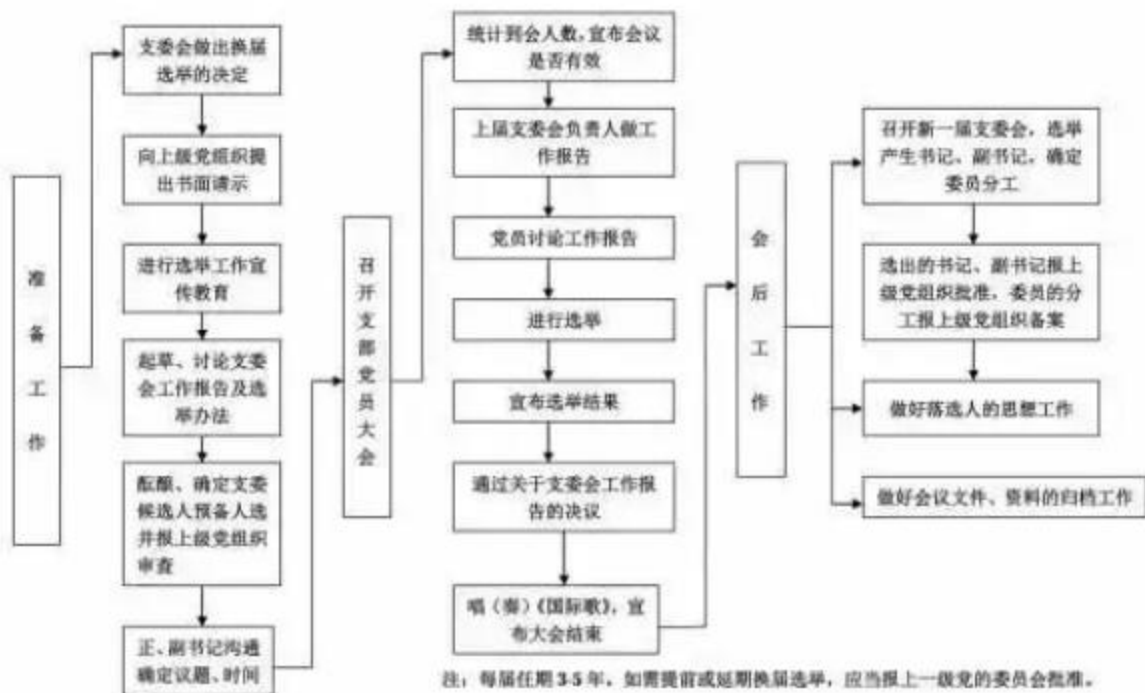 准
备
工
作
支委会做出换届
选举的决定
向上级党组织提
出书面请示
进行选举工作宣
传教育
起草、讨论支委
会工作报告及选
举办法
酝酿、确定支委
候选人预备人选
并报上级党组织
审查
正、副书记沟通
确定议题、时间
召
开
支
部
党
员
大
会
统计到会人数，宣布会议
是否有效
上届支委会负责人做工
作报告
党员讨论工作报告
进行选举
宣布选举结果
通过关于支委会工作报
告的决议
唱（奏）《国际歌》，宣
布大会结束
会
后
工
作
召开新一届支委会，选举
产生书记、副书记，确定
委员分工
选出的书记、副书记报上
级党组织批准，委员的分
工报上级党组织备案
做好落选人的思想工作
做好会议文件、资料的归档工作
注：每届任期3-5年，如需提前或延期换届选举，应当报上一级党的委员会批准。